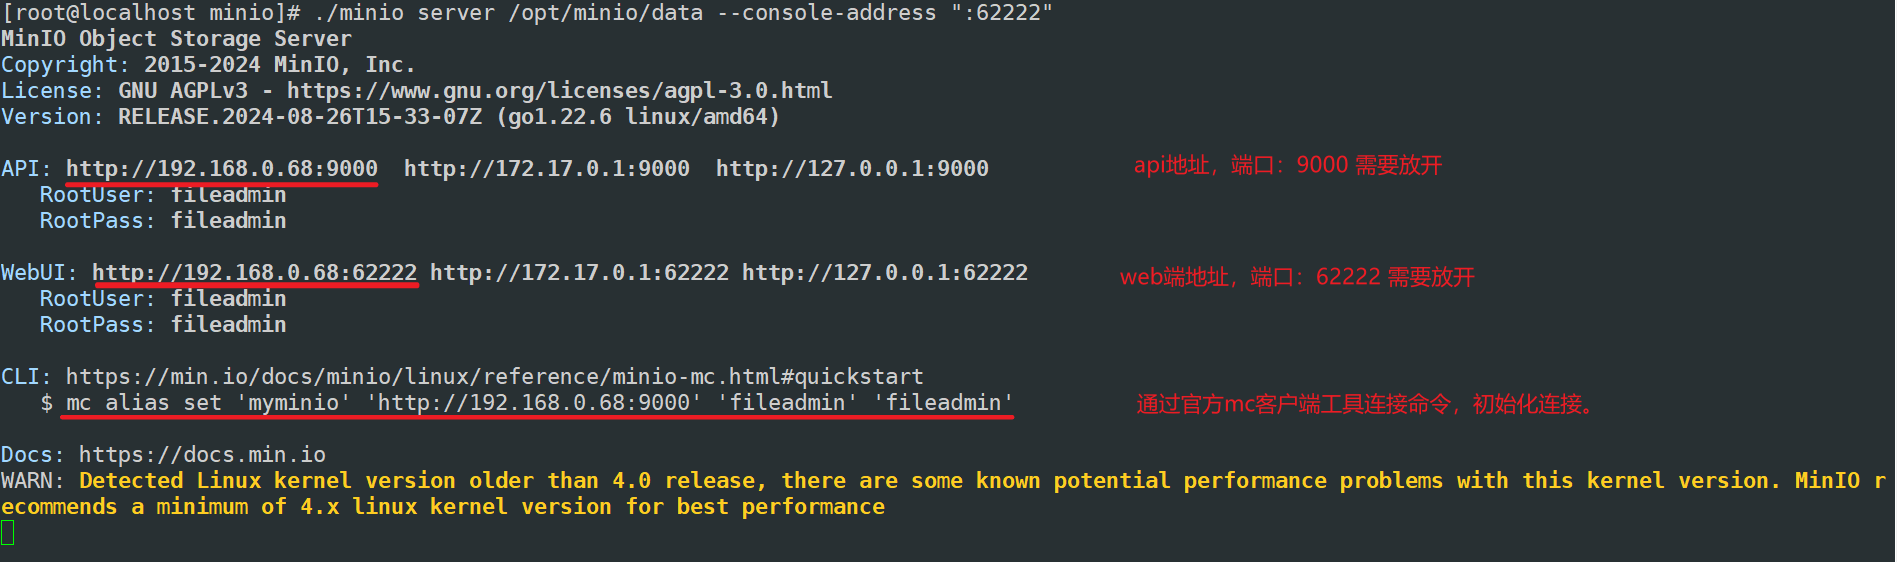 [root@localhost minio]# ./minio server /opt/minio/data --console-address ":62222"
MinIO Object Storage Server
Copyright: 2015-2024 MinIO, Inc.
License: GNU AGPLv3 - https://www.gnu.org/licenses/agpl-3.0.html
Version: RELEASE.2024-08-26T15-33-07Z (go1.22.6 linux/amd64)
API: http://192.168.0.68:9000  http://172.17.0.1:9000  http://127.0.0.1:9000
api地址，端口：9000 需要放开
RootUser: fileadmin
RootPass: fileadmin
WebUI: http://192.168.0.68:62222 http://172.17.0.1:62222 http://127.0.0.1:62222
web端地址，端口：62222 需要放开
RootUser: fileadmin
RootPass: fileadmin
CLI: https://min.io/docs/minio/linux/reference/minio-mc.html#quickstart
$ mc alias set 'myminio' 'http://192.168.0.68:9000' 'fileadmin' 'fileadmin'
通过官方mc客户端工具连接命令，初始化连接。
Docs: https://docs.min.io
WARN: Detected Linux kernel version older than 4.0 release, there are some known potential performance problems with this kernel version. MinIO r
ecommends a minimum of 4.x linux kernel version for best performance